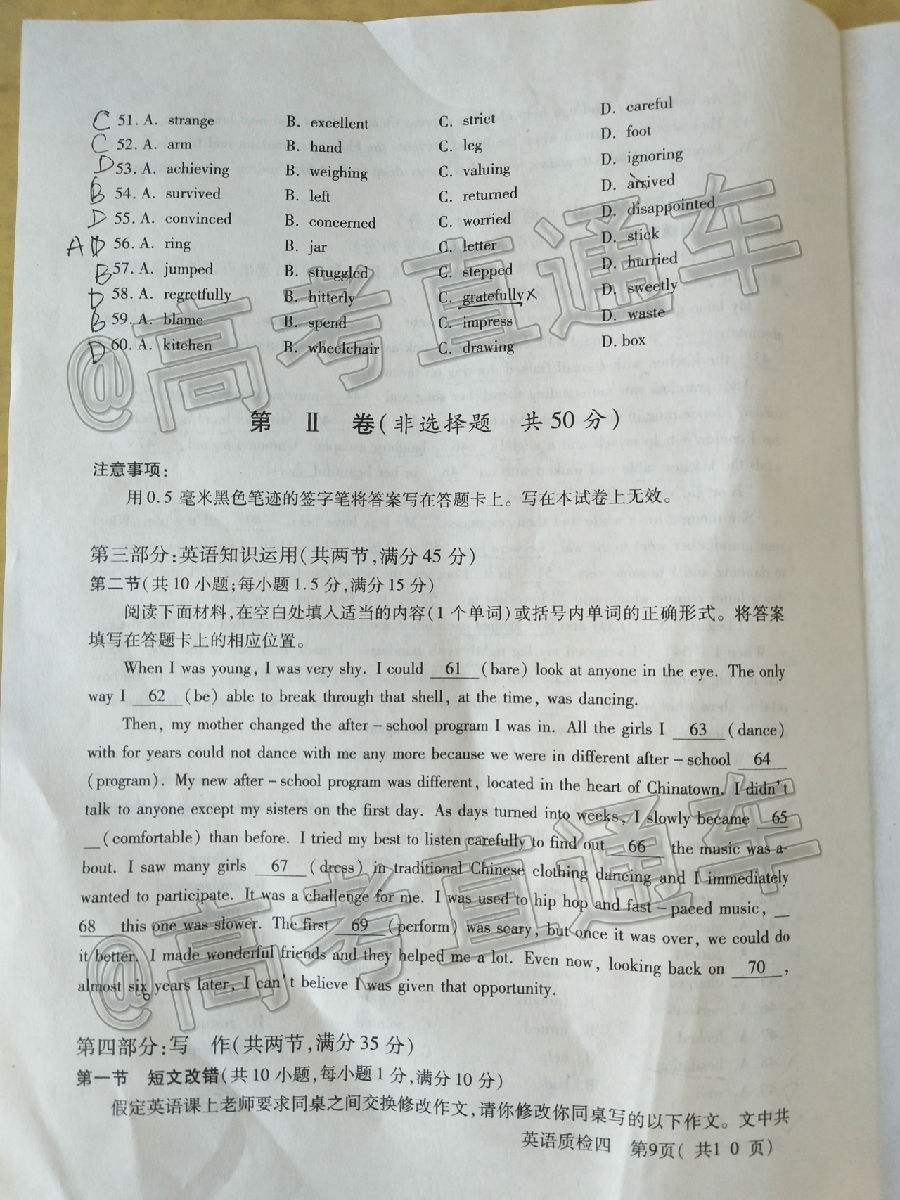 C 51. A. strange B. excellent C. strict D. careful
C 52. A. arm B. hand C. leg D. foot
D 53. A. achieving B. weighing C. valuing D. ignoring
B 54. A. survived B. left C. returned D. arrived
D 55. A. convinced B. concerned C. worried D. disappointed
A D 56. A. ring B. jar C. letter D. stick
B 57. A. jumped B. struggled C. stepped D. hurried
D 58. A. regretfully B. bitterly C. gratefully X D. sweetly
B 59. A. blame B. spend C. impress D. waste
D 60. A. kitchen B. wheelchair C. drawing D. box
第 Ⅱ 卷(非选择题 共50分)
注意事项:
用0.5毫米黑色笔迹的签字笔将答案写在答题卡上。写在本试卷上无效。
第三部分:英语知识运用(共两节,满分45分)
第二节(共10小题;每小题1.5分,满分15分)
阅读下面材料,在空白处填入适当的内容(1个单词)或括号内单词的正确形式。将答案
填写在答题卡上的相应位置。
When I was young, I was very shy. I could 61 (bare) look at anyone in the eye. The only
way I 62 (be) able to break through that shell, at the time, was dancing.
Then, my mother changed the after-school program I was in. All the girls I 63 (dance)
with for years could not dance with me any more because we were in different after-school 64
(program). My new after-school program was different, located in the heart of Chinatown. I didn't
talk to anyone except my sisters on the first day. As days turned into weeks, I slowly became 65
_(comfortable) than before. I tried my best to listen carefully to find out 66 the music was a-
bout. I saw many girls 67 (dress) in traditional Chinese clothing dancing and I immediately
wanted to participate. It was a challenge for me. I was used to hip hop and fast-paced music, _
68 this one was slower. The first 69 (perform) was scary, but once it was over, we could do
it better. I made wonderful friends and they helped me a lot. Even now, looking back on 70 ,
almost six years later, I can't believe I was given that opportunity.
第四部分:写 作(共两节,满分35分)
第一节 短文改错(共10小题,每小题1分,满分10分)
假定英语课上老师要求同桌之间交换修改作文,请你修改你同桌写的以下作文。文中共
英语质检四 第9页( 共1 0 页)
@高考直通车
@高考直通车